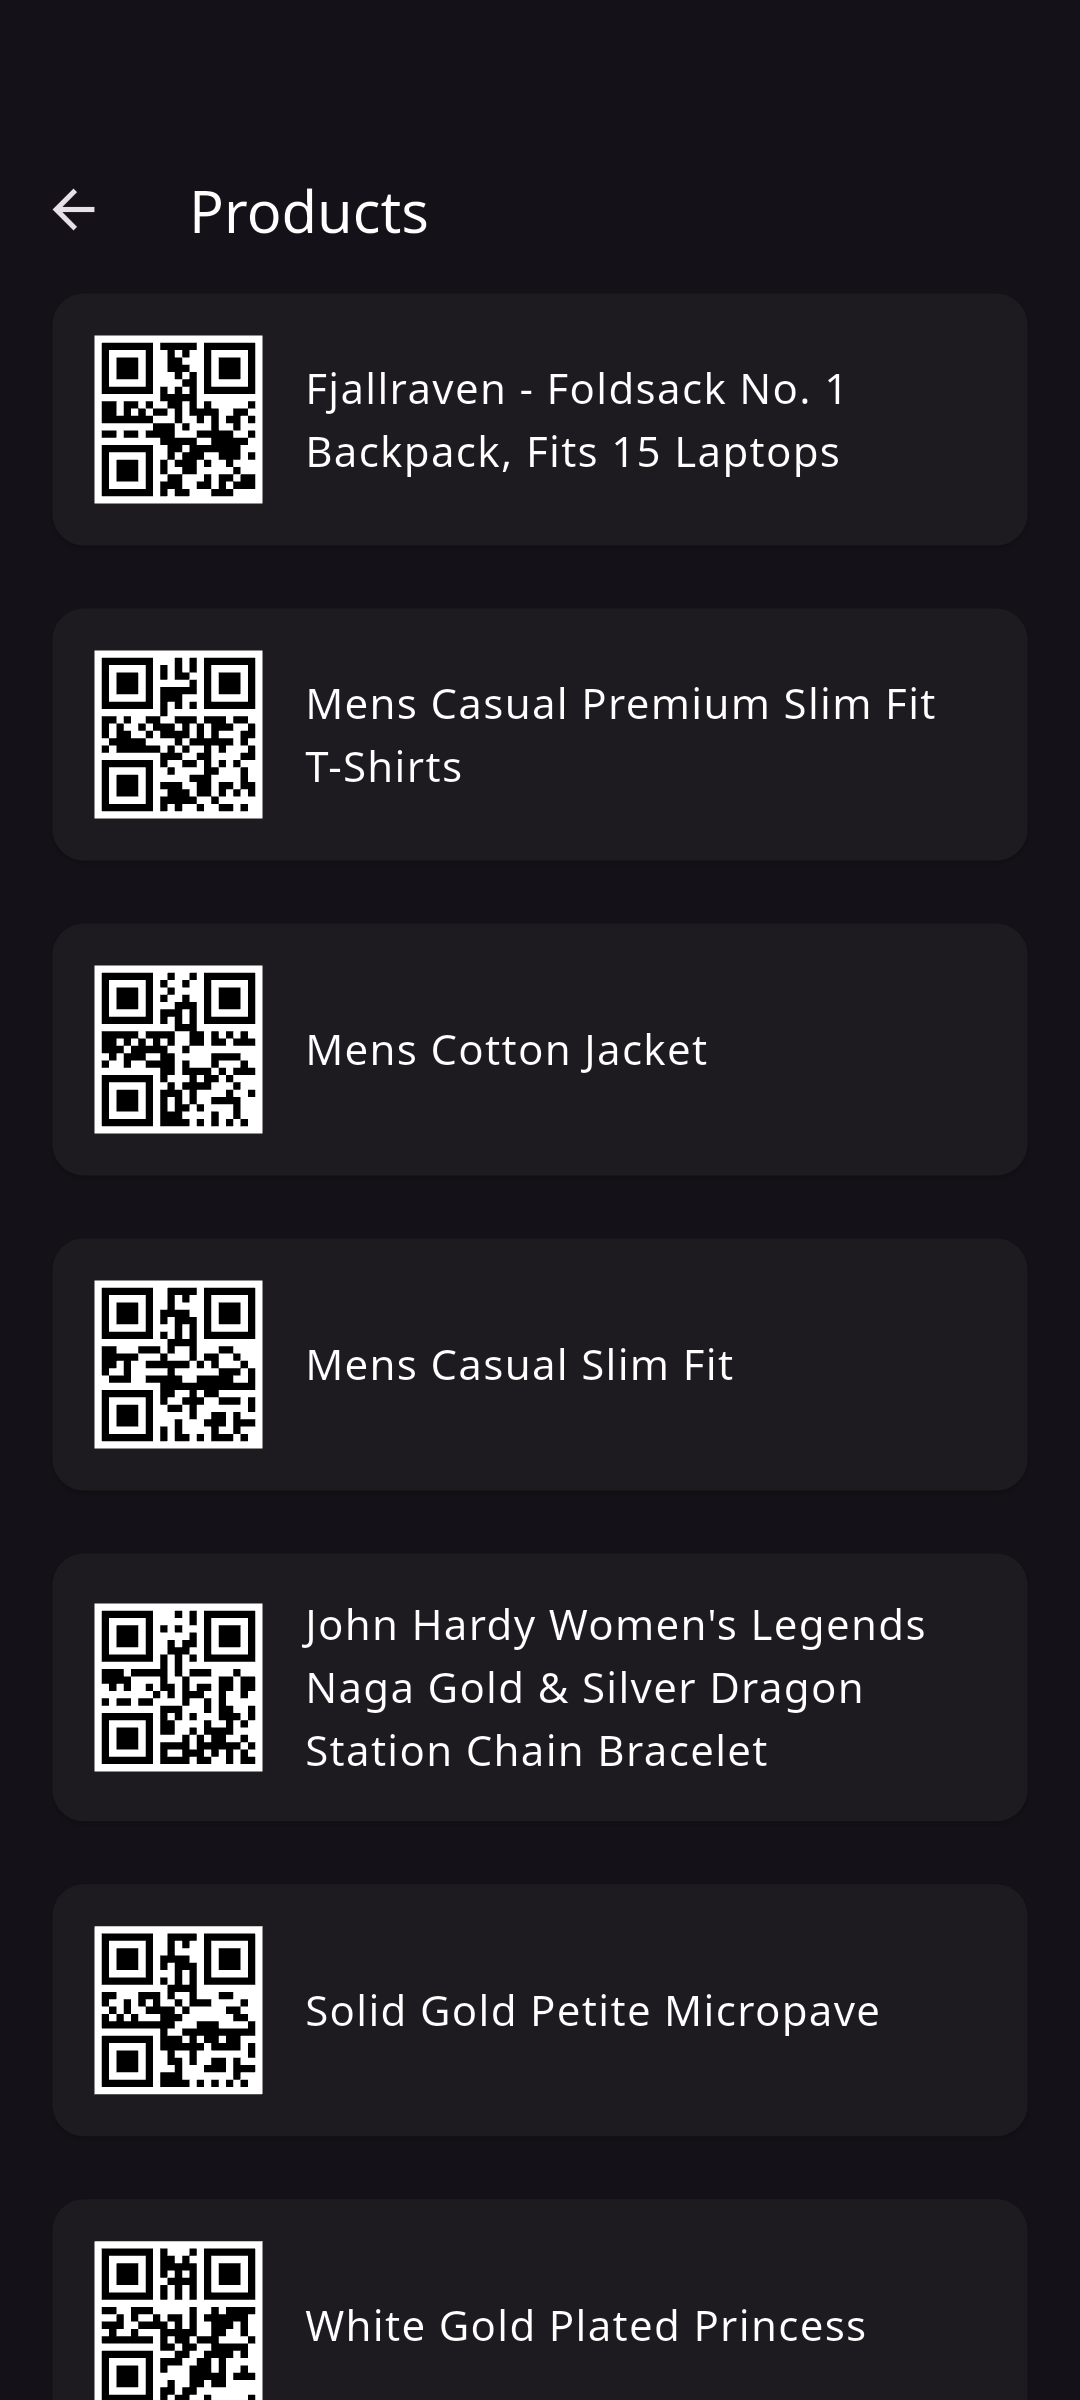 Products
Fjallraven - Foldsack No. 1
Backpack, Fits 15 Laptops
Mens Casual Premium Slim Fit
T-Shirts
Mens Cotton Jacket
Mens Casual Slim Fit
John Hardy Women's Legends
Naga Gold & Silver Dragon
Station Chain Bracelet
Solid Gold Petite Micropave
White Gold Plated Princess